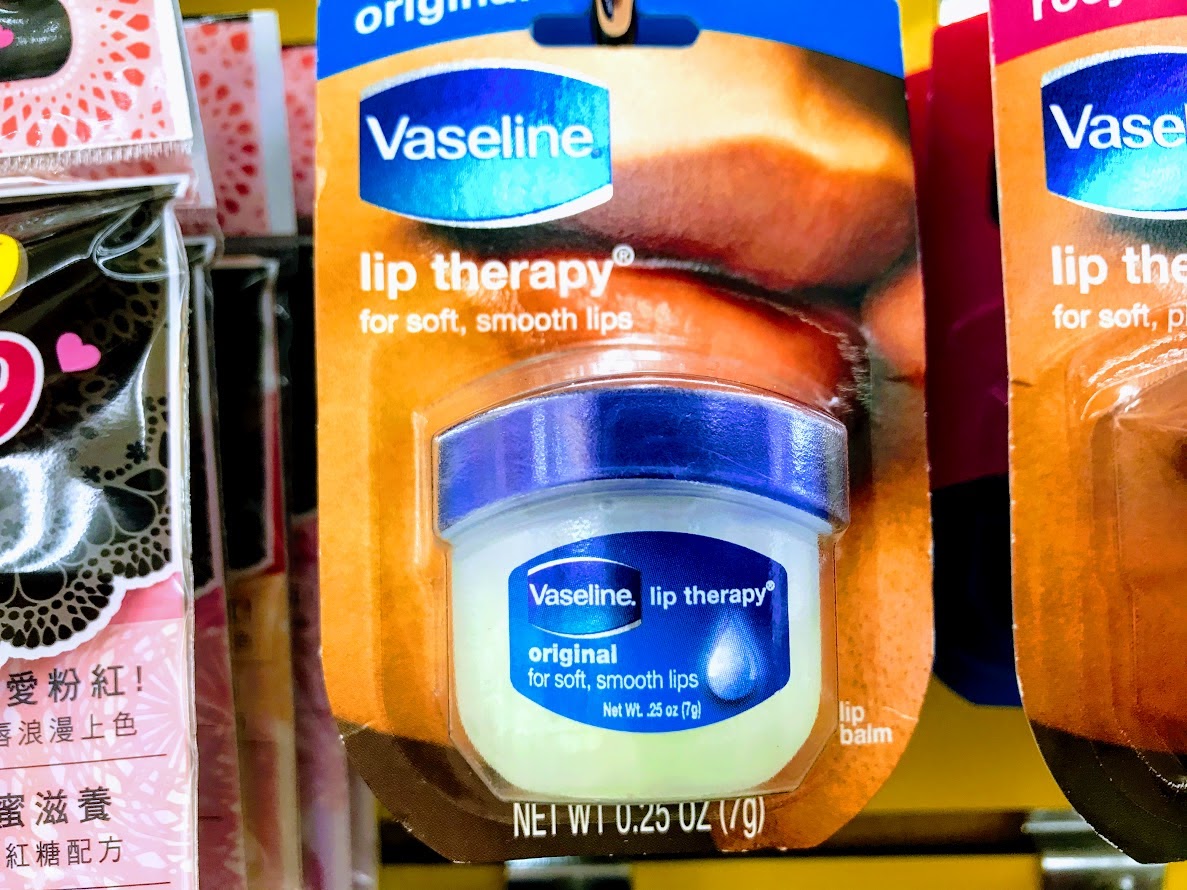 original
Vaseline
lip therapy®
for soft, smooth lips
Vaseline. lip therapy®
original
for soft, smooth lips
Net Wt. .25 oz (7g)
lip
balm
NET WT 0.25 OZ (7g)
lip
for soft,
愛粉紅!
唇浪漫上色
蜜滋養
紅糖配方